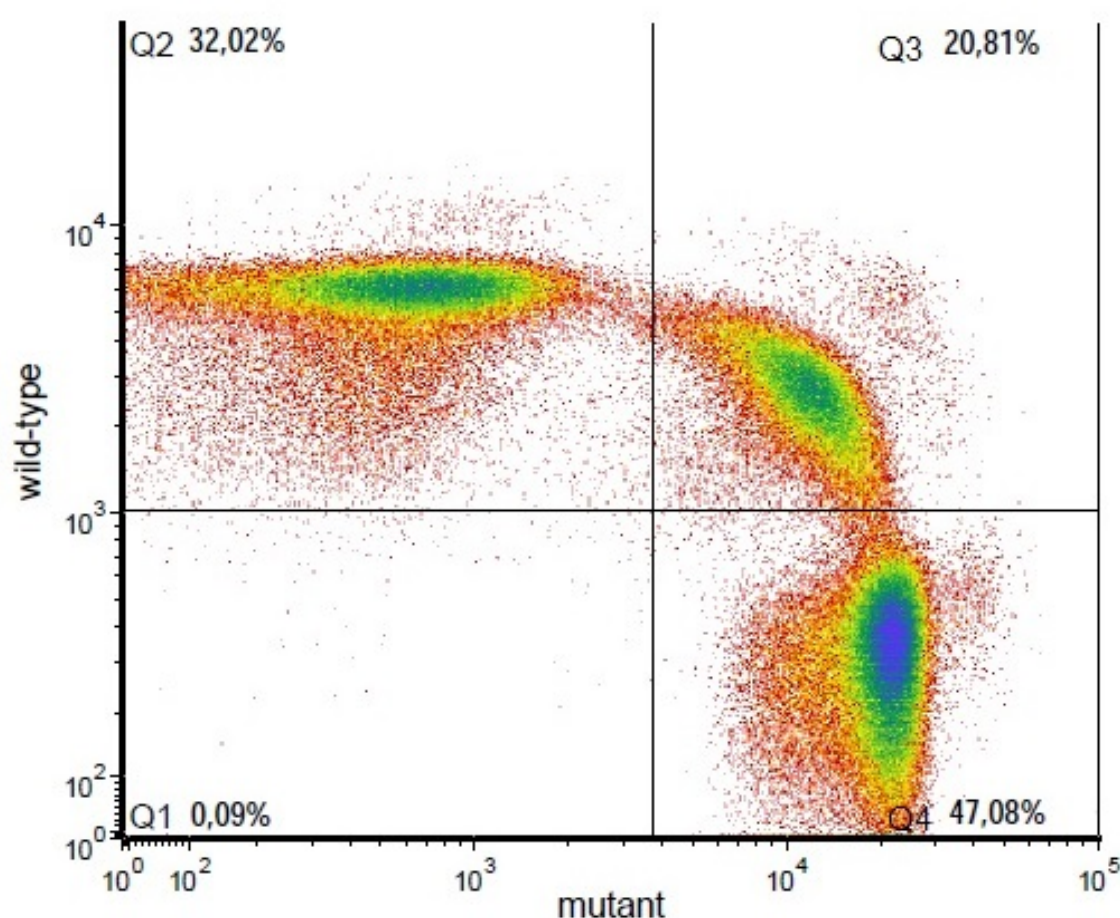 Q2 32,02%
Q3 20,81%
10⁴
wild-type
10³
10²
Q1 0,09%
Q4 47,08%
10⁰
10⁰ 10² 10³ 10⁴ 10⁵
mutant